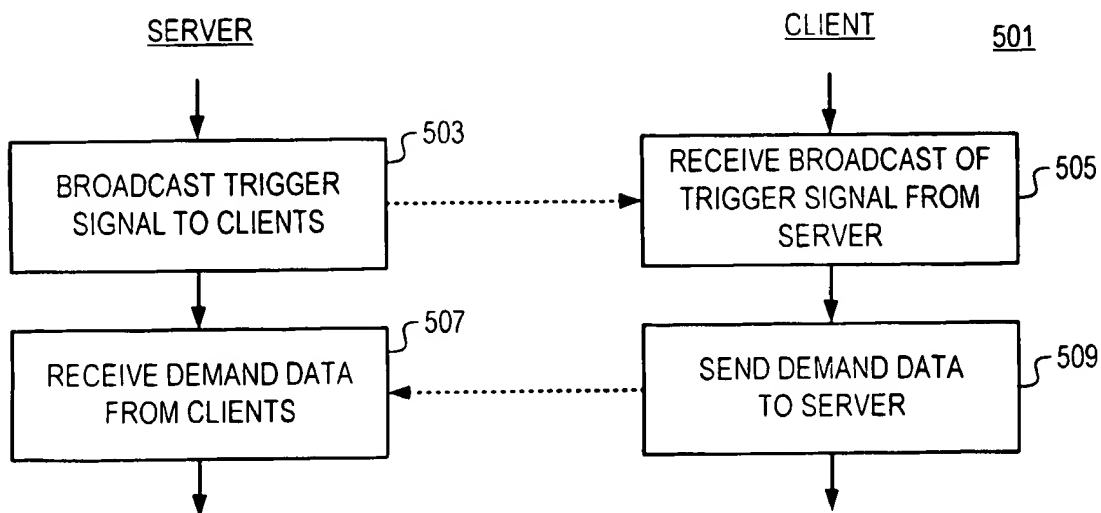 SERVER
CLIENT
501
503
BROADCAST TRIGGER
SIGNAL TO CLIENTS
RECEIVE BROADCAST OF
TRIGGER SIGNAL FROM
SERVER
505
507
RECEIVE DEMAND DATA
FROM CLIENTS
SEND DEMAND DATA
TO SERVER
509